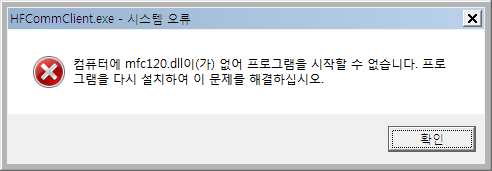 HFCommClient.exe - 시스템 오류
컴퓨터에 mfc120.dll이(가) 없어 프로그램을 시작할 수 없습니다. 프로
그램을 다시 설치하여 이 문제를 해결하십시오.
확인